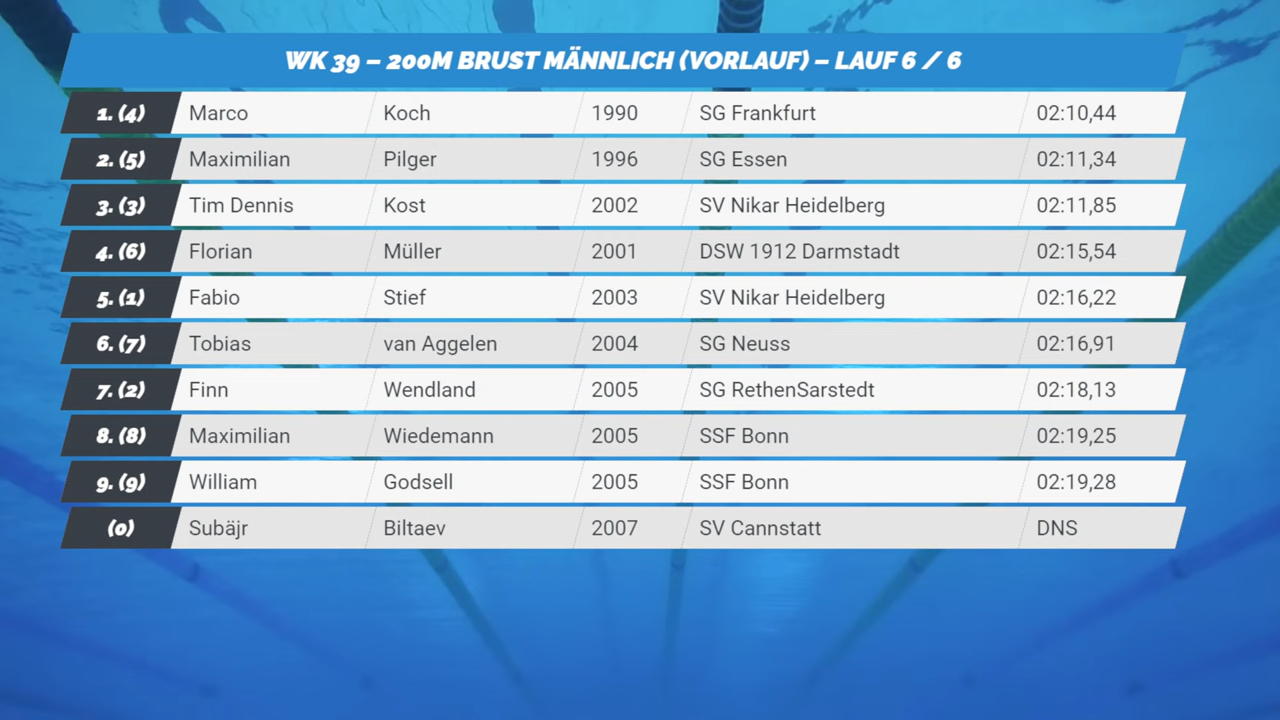 WK 39 – 200M BRUST MÄNNLICH (VORLAUF) – LAUF 6 / 6
1. (4) Marco Koch 1990 SG Frankfurt 02:10,44
2. (5) Maximilian Pilger 1996 SG Essen 02:11,34
3. (3) Tim Dennis Kost 2002 SV Nikar Heidelberg 02:11,85
4. (6) Florian Müller 2001 DSW 1912 Darmstadt 02:15,54
5. (1) Fabio Stief 2003 SV Nikar Heidelberg 02:16,22
6. (7) Tobias van Aggelen 2004 SG Neuss 02:16,91
7. (2) Finn Wendland 2005 SG RethenSarstedt 02:18,13
8. (8) Maximilian Wiedemann 2005 SSF Bonn 02:19,25
9. (9) William Godsell 2005 SSF Bonn 02:19,28
(0) Subäjr Biltaev 2007 SV Cannstatt DNS